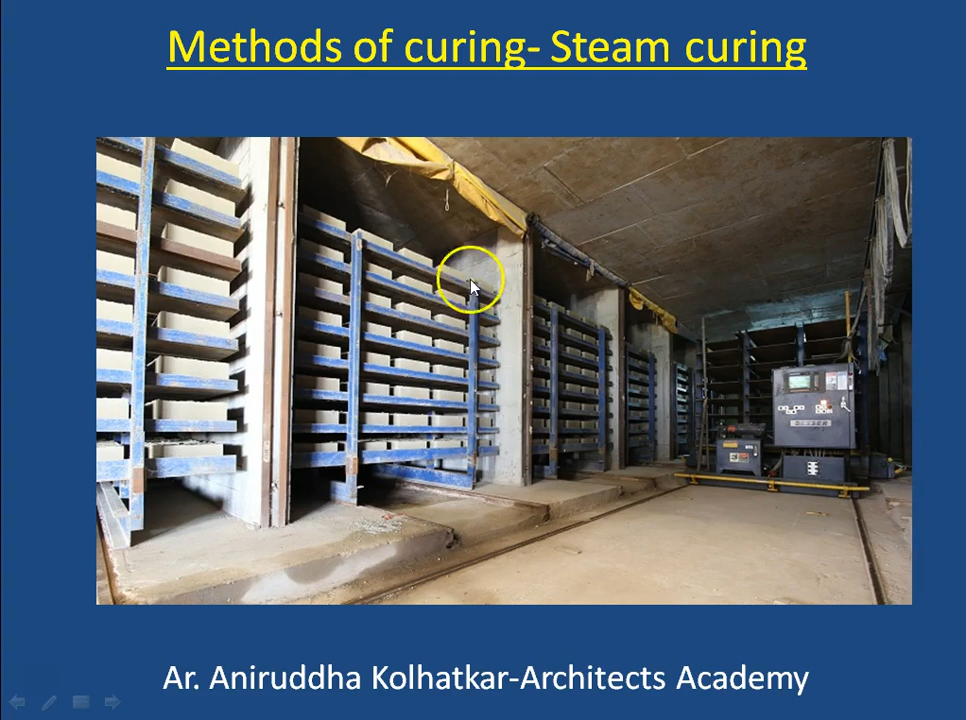 Methods of curing- Steam curing
Ar. Aniruddha Kolhatkar-Architects Academy